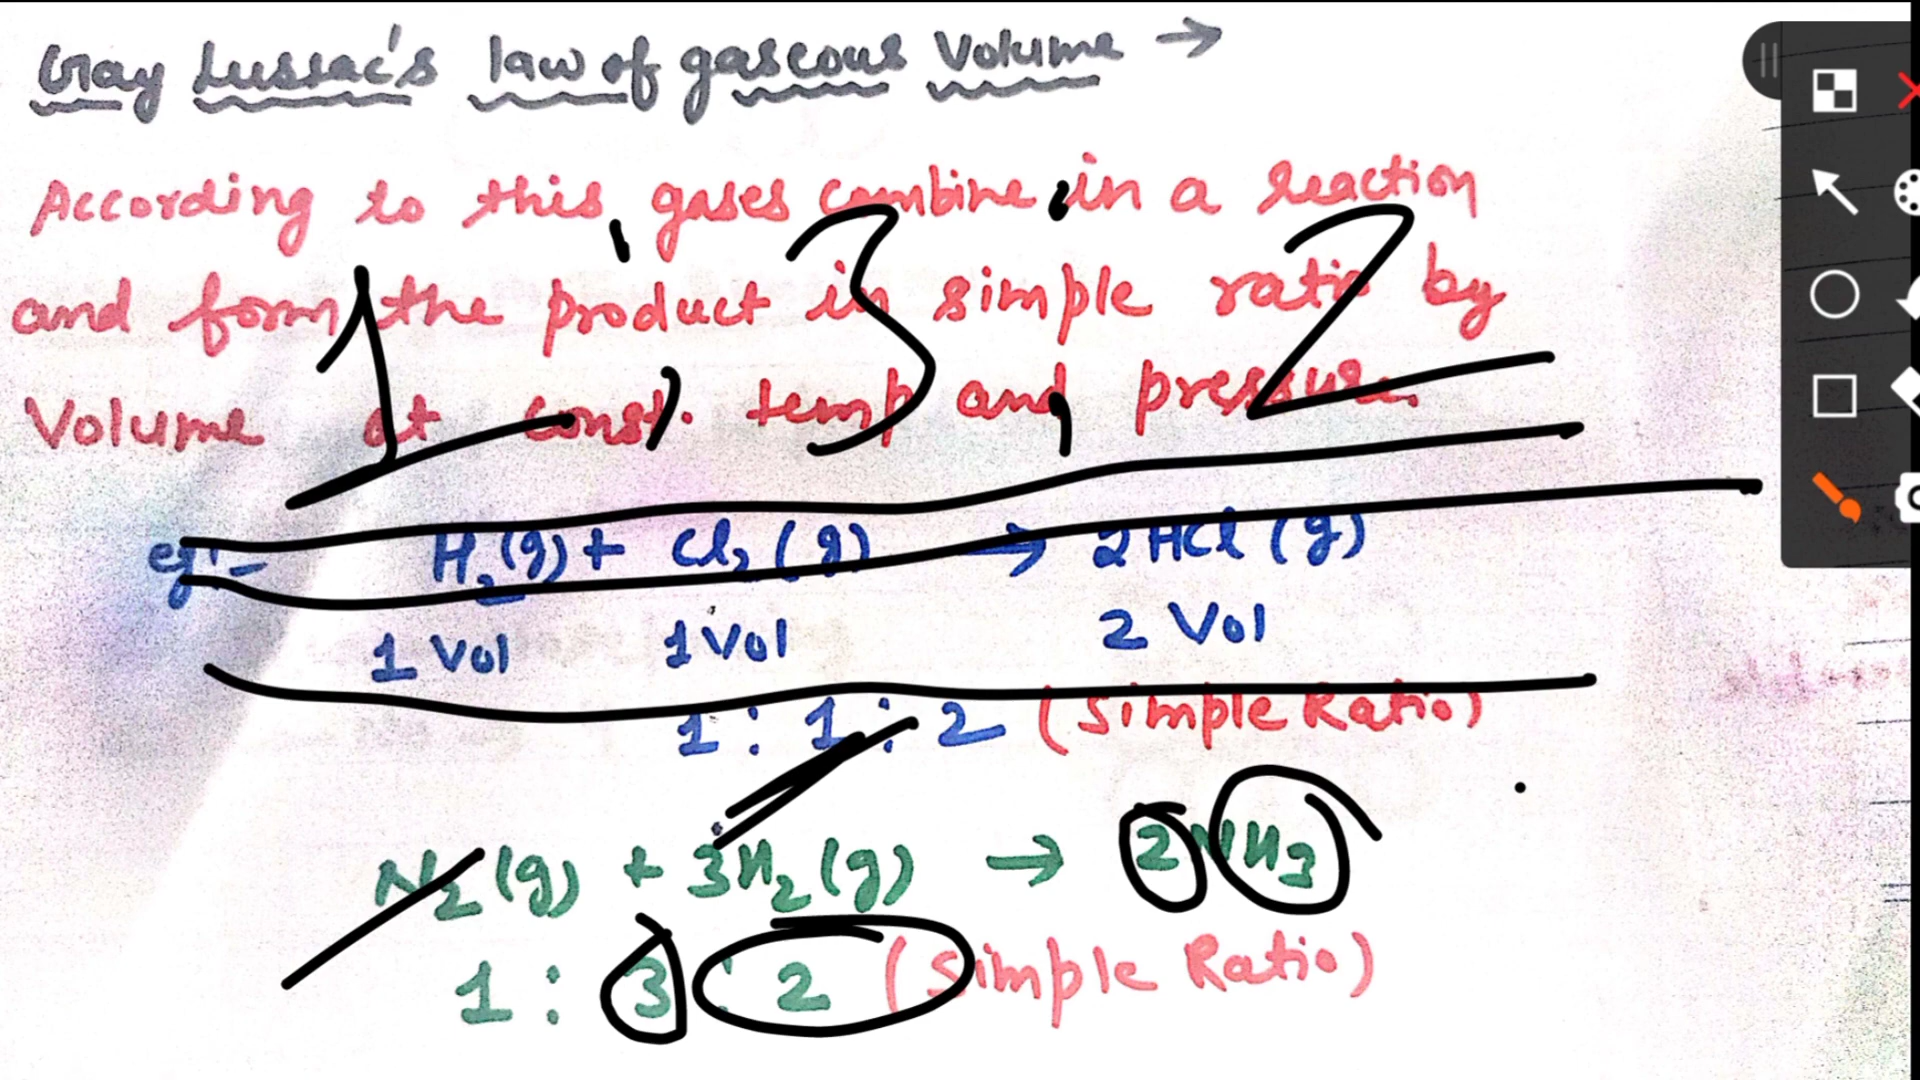 Gay Lussac's law of gaseous Volume →
According to this, gases combine in a reaction
and form the product in simple ratio by
Volume at const. temp and pressure.
1 : 3 : 2
eg:- H₂(g) + Cl₂(g) → 2HCl(g)
1 Vol 1 Vol 2 Vol
1 : 1 : 2 (Simple Ratio)
N₂(g) + 3H₂(g) → 2NH₃
1 : 3 : 2 (Simple Ratio)